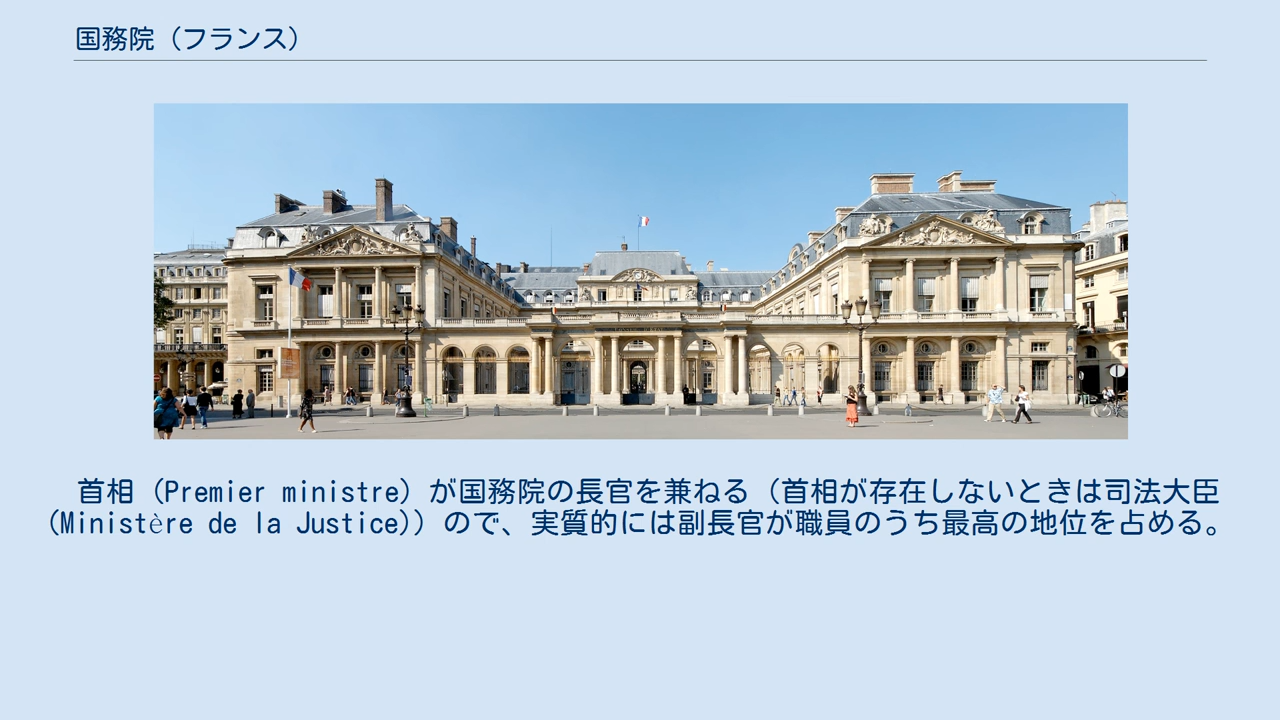 国務院（フランス）
首相（Premier ministre）が国務院の長官を兼ねる（首相が存在しないときは司法大臣
(Ministère de la Justice)）ので、実質的には副長官が職員のうち最高の地位を占める。